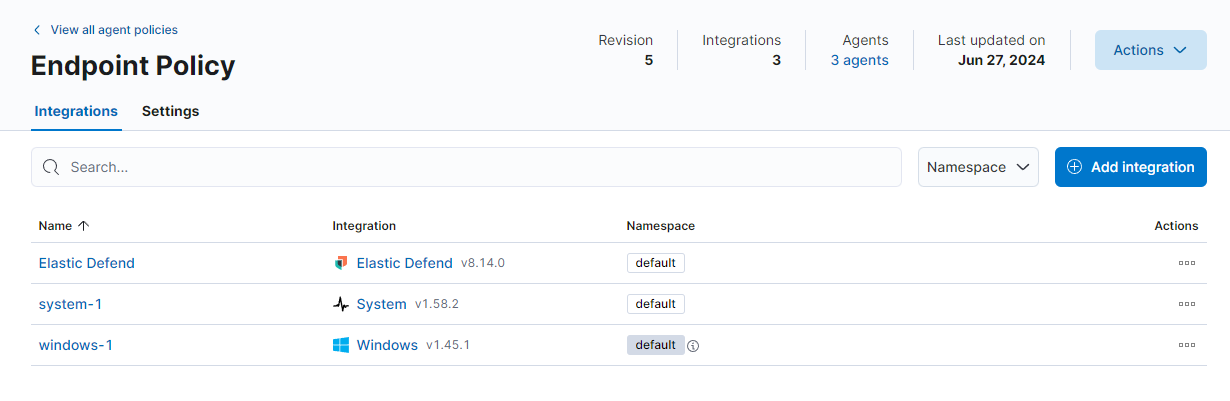 View all agent policies
Endpoint Policy
Revision
5
Integrations
3
Agents
3 agents
Last updated on
Jun 27, 2024
Actions
Integrations Settings
Search...
Namespace
Add integration
Name Integration Namespace Actions
Elastic Defend Elastic Defend v8.14.0 default
system-1 System v1.58.2 default
windows-1 Windows v1.45.1 default